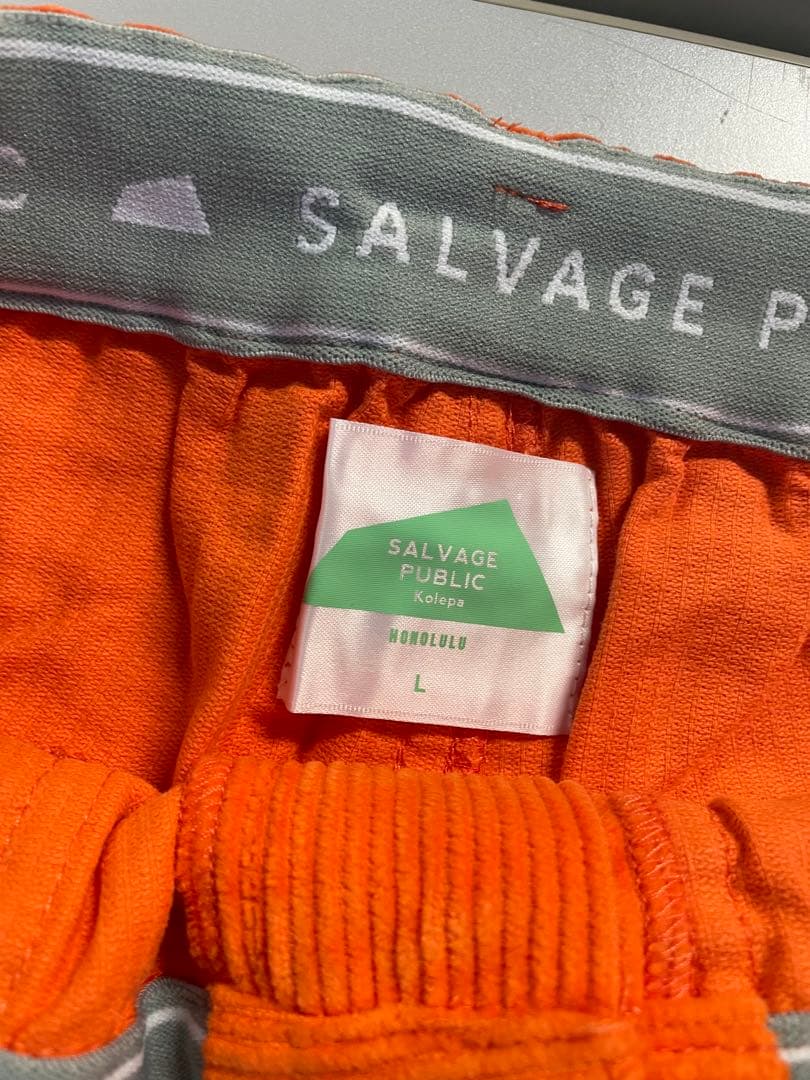 SALVAGE P
SALVAGE
PUBLIC
Kolepa
HONOLULU
L